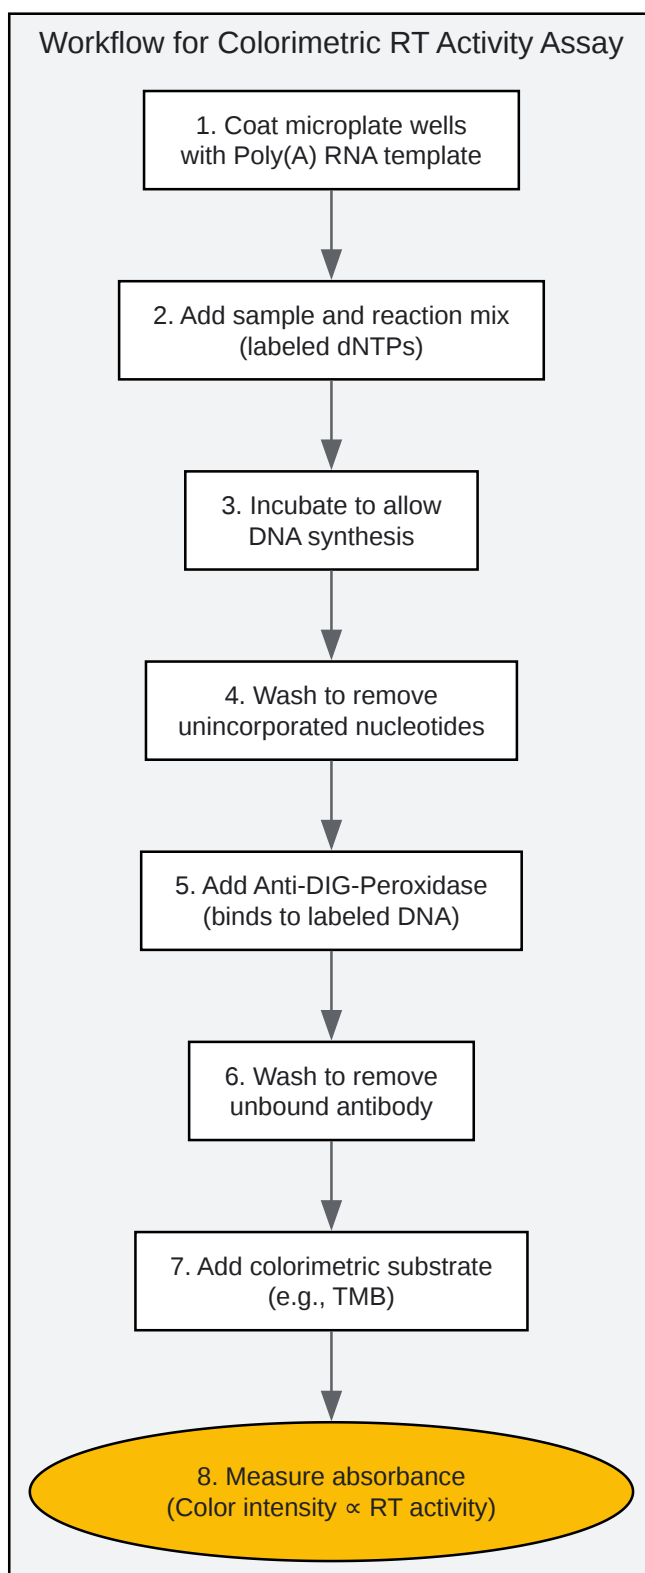 Workflow for Colorimetric RT Activity Assay
1. Coat microplate wells
with Poly(A) RNA template
2. Add sample and reaction mix
(labeled dNTPs)
3. Incubate to allow
DNA synthesis
4. Wash to remove
unincorporated nucleotides
5. Add Anti-DIG-Peroxidase
(binds to labeled DNA)
6. Wash to remove
unbound antibody
7. Add colorimetric substrate
(e.g., TMB)
8. Measure absorbance
(Color intensity ∝ RT activity)